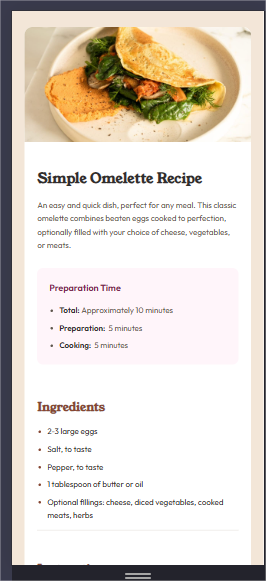 Simple Omelette Recipe
An easy and quick dish, perfect for any meal. This classic
omelette combines beaten eggs cooked to perfection,
optionally filled with your choice of cheese, vegetables,
or meats.
Preparation Time
• Total: Approximately 10 minutes
• Preparation: 5 minutes
• Cooking: 5 minutes
Ingredients
• 2-3 large eggs
• Salt, to taste
• Pepper, to taste
• 1 tablespoon of butter or oil
• Optional fillings: cheese, diced vegetables, cooked
meats, herbs